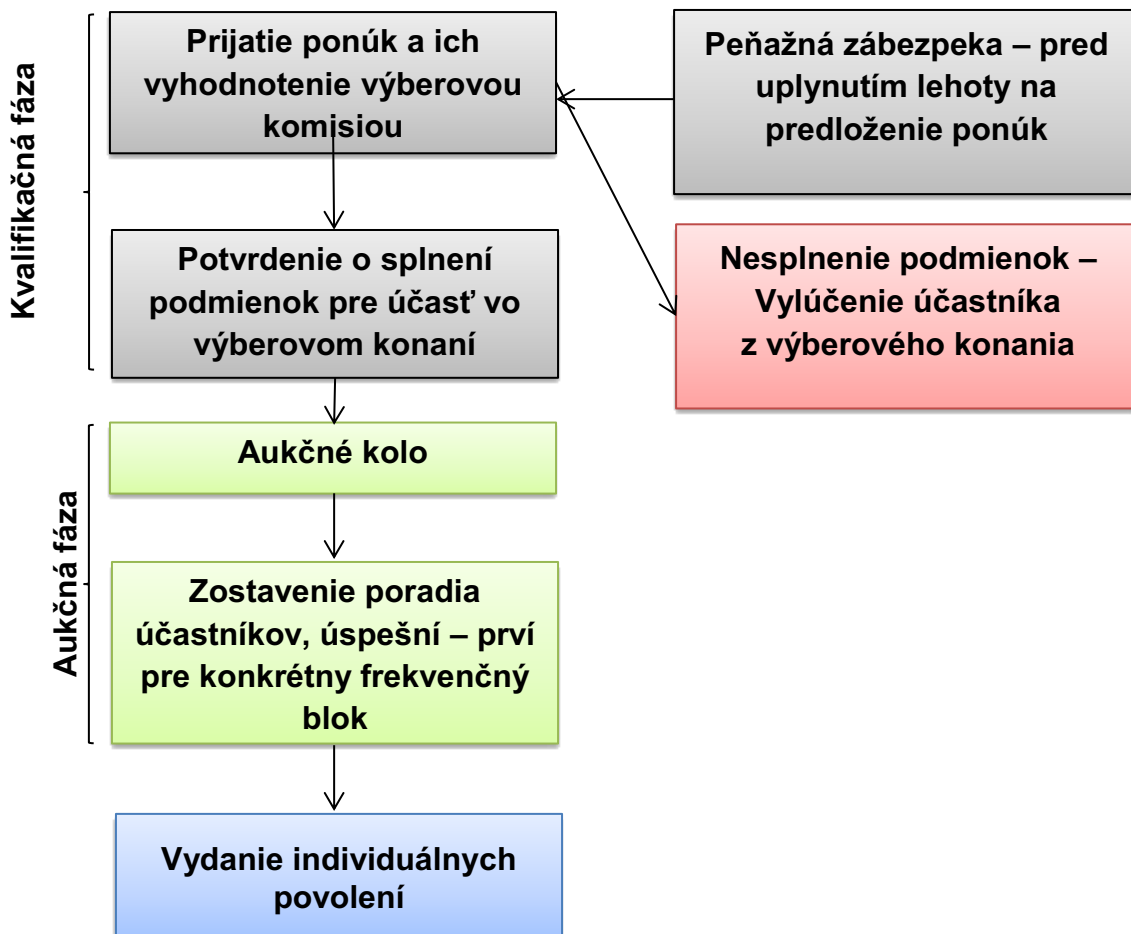 Kvalifikačná fáza
Prijatie ponúk a ich
vyhodnotenie výberovou
komisiou
Peňažná zábezpeka – pred
uplynutím lehoty na
predloženie ponúk
Potvrdenie o splnení
podmienok pre účasť vo
výberovom konaní
Nesplnenie podmienok –
Vylúčenie účastníka
z výberového konania
Aukčná fáza
Aukčné kolo
Zostavenie poradia
účastníkov, úspešní – prví
pre konkrétny frekvenčný
blok
Vydanie individuálnych
povolení